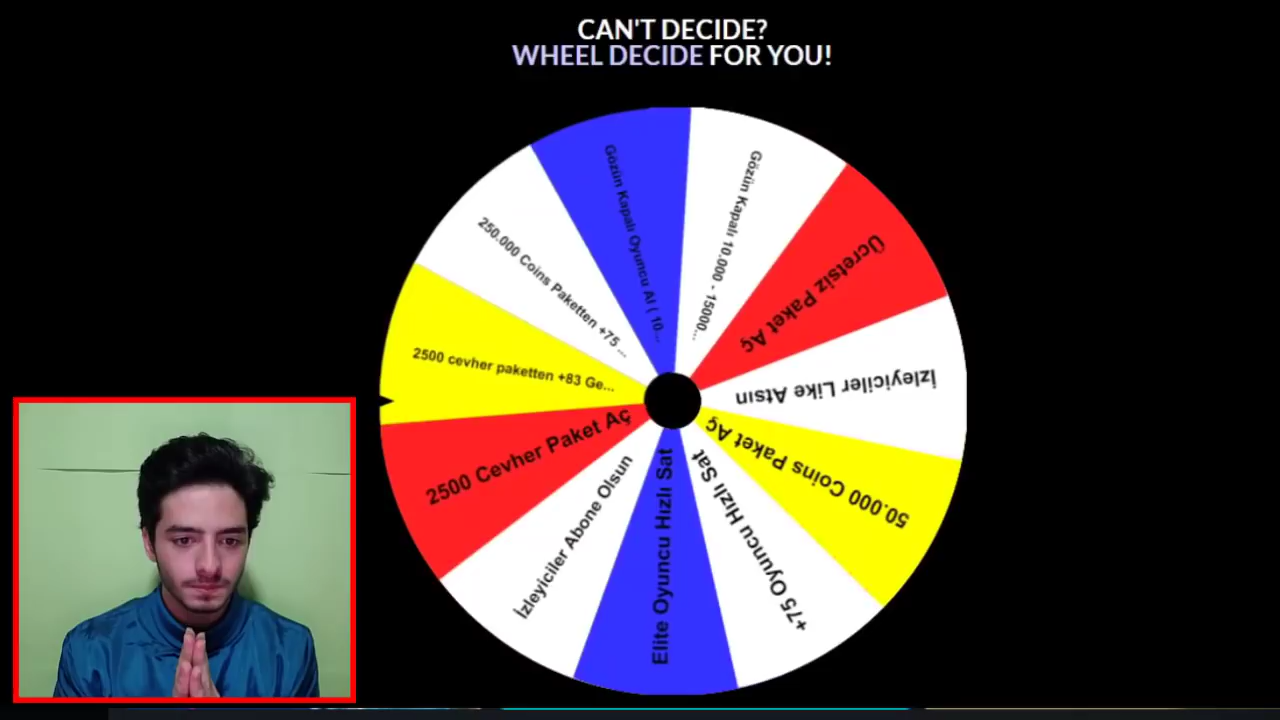 CAN'T DECIDE?
WHEEL DECIDE FOR YOU!
Gözün Kapalı Oyuncu Al ( 10...
Gözün Kapalı 10.000 - 15000...
Ücretsiz Paket Aç
İzleyiciler Like Atsın
50.000 Coins Paket Aç
+75 Oyuncu Hızlı Sat
Elite Oyuncu Hızlı Sat
İzleyiciler Abone Olsun
2500 Cevher Paket Aç
2500 cevher paketten +83 Ge...
250.000 Coins Paketten +75 ...